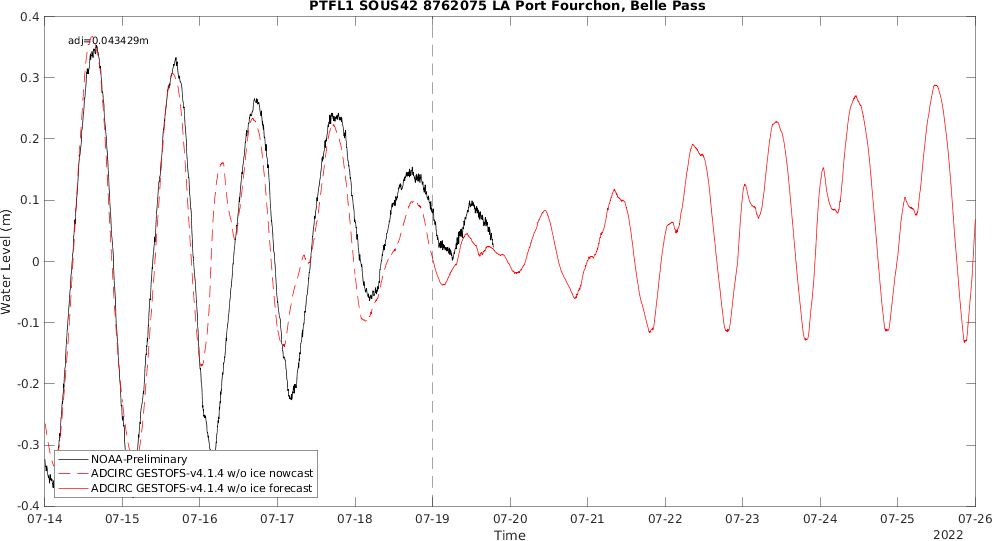 PTFL1 SOUS42 8762075 LA Port Fourchon, Belle Pass
adj=0.043429m
0.4
0.3
0.2
0.1
0
-0.1
-0.2
-0.3
-0.4
Water Level (m)
NOAA-Preliminary
ADCIRC GESTOFS-v4.1.4 w/o ice nowcast
ADCIRC GESTOFS-v4.1.4 w/o ice forecast
07-14 07-15 07-16 07-17 07-18 07-19 07-20 07-21 07-22 07-23 07-24 07-25 07-26
Time
2022